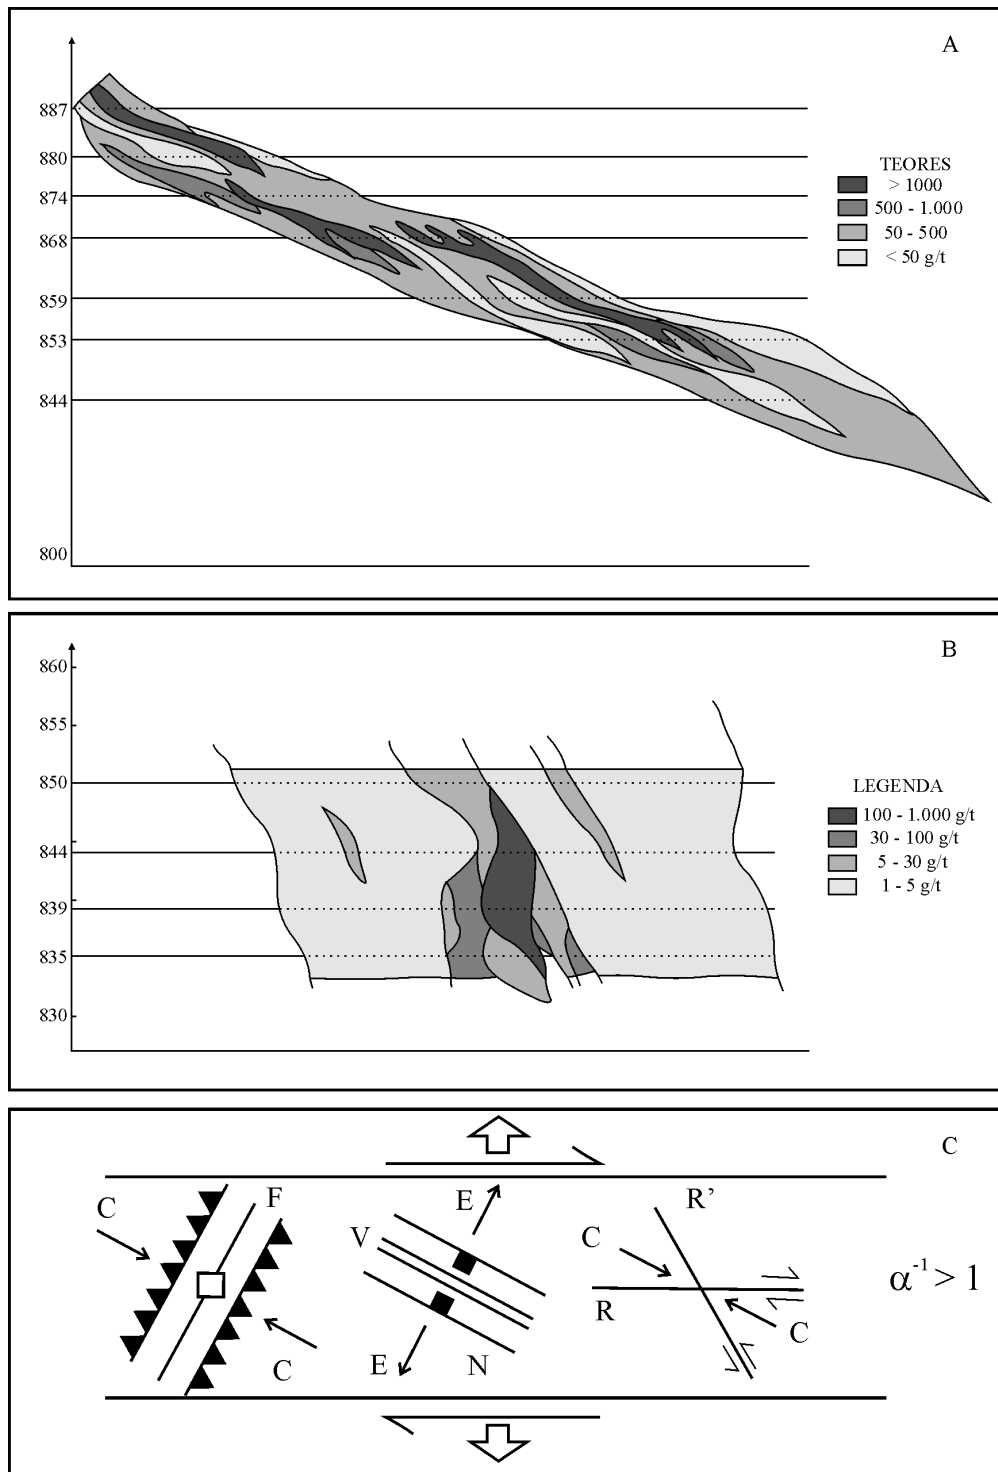 A
887
880
874
868
859
853
844
800
TEORES
> 1000
500 - 1.000
50 - 500
< 50 g/t
B
860
855
850
844
839
835
830
LEGENDA
100 - 1.000 g/t
30 - 100 g/t
5 - 30 g/t
1 - 5 g/t
C
C F V E R' C
R C
C E N
α⁻¹ > 1